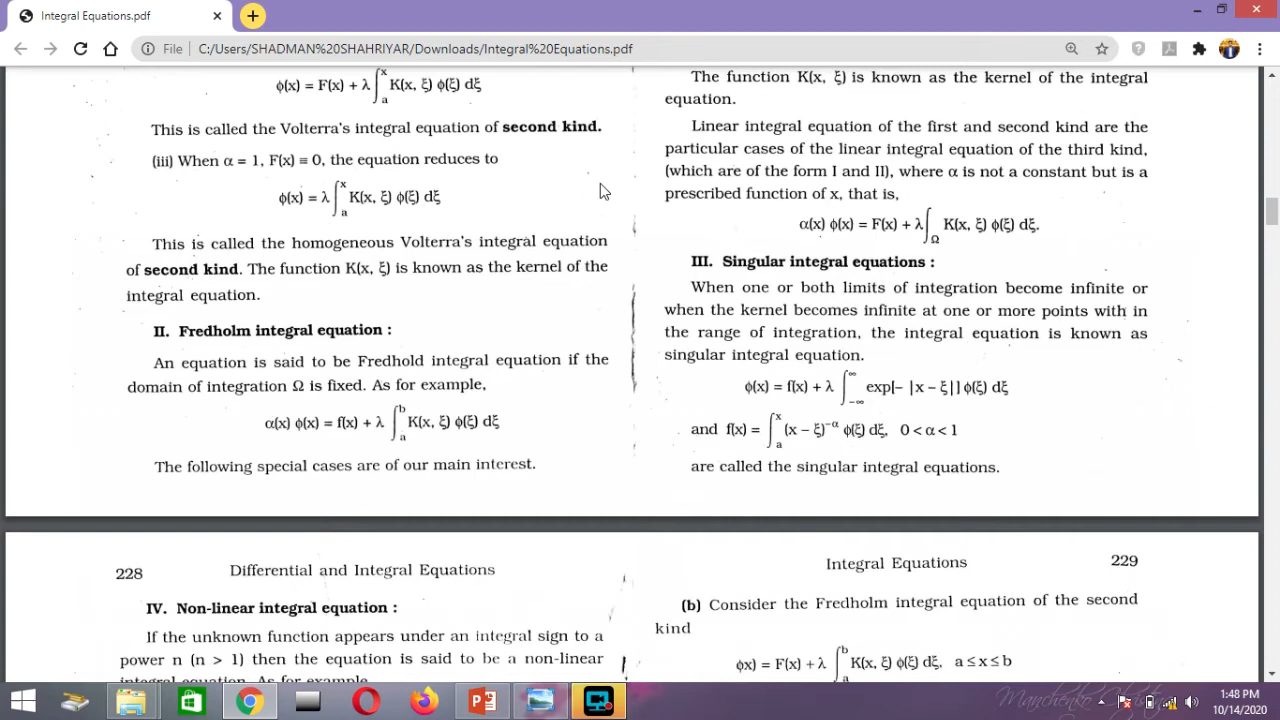 Integral Equations.pdf
File C:/Users/SHADMAN%20SHAHRIYAR/Downloads/Integral%20Equations.pdf
ϕ(x) = F(x) + λ ∫ₐˣ K(x, ξ) ϕ(ξ) dξ
This is called the Volterra's integral equation of second kind.
(iii) When α = 1, F(x) ≡ 0, the equation reduces to
ϕ(x) = λ ∫ₐˣ K(x, ξ) ϕ(ξ) dξ
This is called the homogeneous Volterra's integral equation
of second kind. The function K(x, ξ) is known as the kernel of the
integral equation.
II. Fredholm integral equation :
An equation is said to be Fredhold integral equation if the
domain of integration Ω is fixed. As for example,
α(x) ϕ(x) = f(x) + λ ∫ₐᵇ K(x, ξ) ϕ(ξ) dξ
The following special cases are of our main interest.
The function K(x, ξ) is known as the kernel of the integral
equation.
Linear integral equation of the first and second kind are the
particular cases of the linear integral equation of the third kind,
(which are of the form I and II), where α is not a constant but is a
prescribed function of x, that is,
α(x) ϕ(x) = F(x) + λ ∫_Ω K(x, ξ) ϕ(ξ) dξ.
III. Singular integral equations :
When one or both limits of integration become infinite or
when the kernel becomes infinite at one or more points with in
the range of integration, the integral equation is known as
singular integral equation.
ϕ(x) = f(x) + λ ∫_{-∞}^{∞} exp[– |x – ξ|] ϕ(ξ) dξ
and f(x) = ∫ₐˣ (x – ξ)^{–α} ϕ(ξ) dξ, 0 < α < 1
are called the singular integral equations.
228 Differential and Integral Equations
IV. Non-linear integral equation :
If the unknown function appears under an integral sign to a
power n (n > 1) then the equation is said to be a non-linear
integral equation. As for example
Integral Equations 229
(b) Consider the Fredholm integral equation of the second
kind
ϕx) = F(x) + λ ∫ₐᵇ K(x, ξ) ϕ(ξ) dξ, a ≤ x ≤ b
1:48 PM
10/14/2020